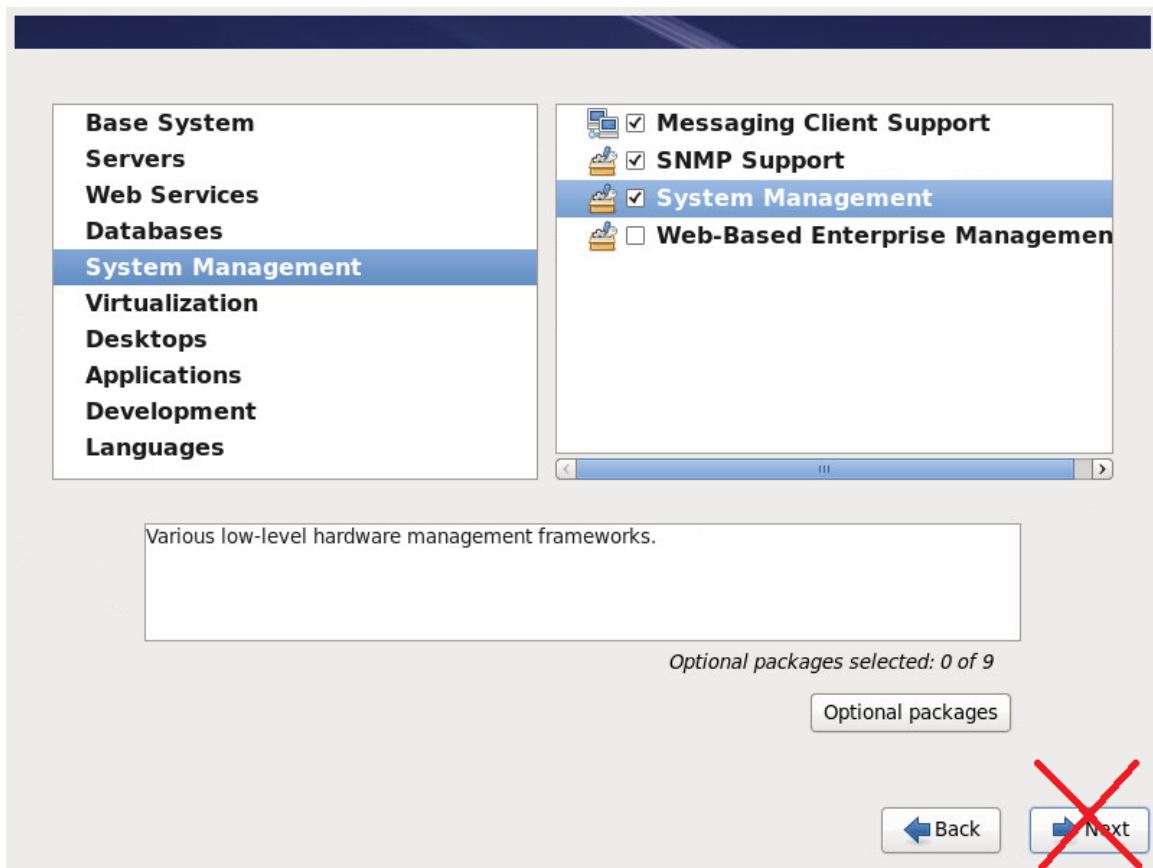 Base System
Servers
Web Services
Databases
System Management
Virtualization
Desktops
Applications
Development
Languages
Messaging Client Support
SNMP Support
System Management
Web-Based Enterprise Managemen
Various low-level hardware management frameworks.
Optional packages selected: 0 of 9
Optional packages
Back
Next